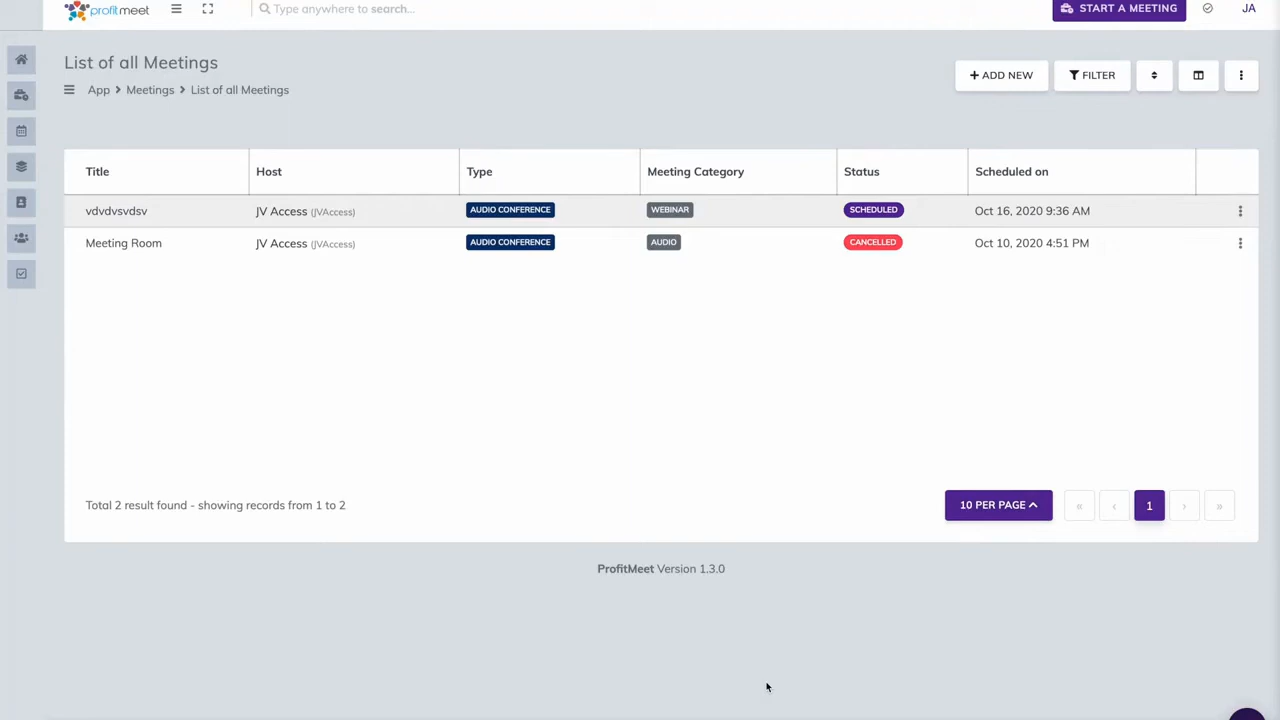 profitmeet
Type anywhere to search...
START A MEETING
JA
List of all Meetings
App > Meetings > List of all Meetings
+ ADD NEW
FILTER
Title Host Type Meeting Category Status Scheduled on
vdvdvsvdsv JV Access (JVAccess) AUDIO CONFERENCE WEBINAR SCHEDULED Oct 16, 2020 9:36 AM
Meeting Room JV Access (JVAccess) AUDIO CONFERENCE AUDIO CANCELLED Oct 10, 2020 4:51 PM
Total 2 result found - showing records from 1 to 2
10 PER PAGE
« ‹ 1 › »
ProfitMeet Version 1.3.0